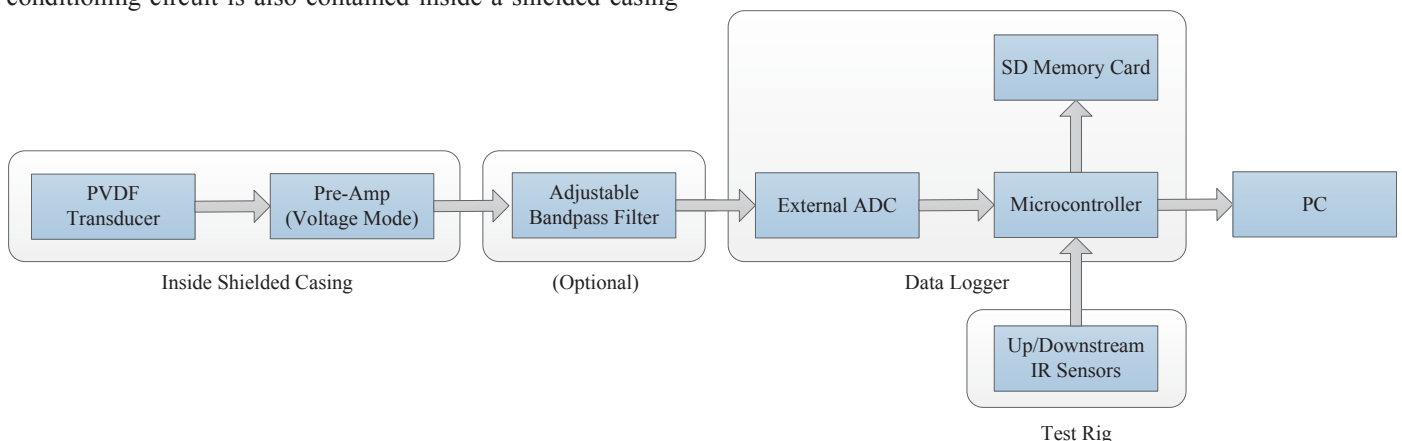 conditioning circuit is also contained inside a shielded casing
SD Memory Card
PVDF
Transducer
Pre-Amp
(Voltage Mode)
Adjustable
Bandpass Filter
External ADC
Microcontroller
PC
Inside Shielded Casing
(Optional)
Data Logger
Up/Downstream
IR Sensors
Test Rig